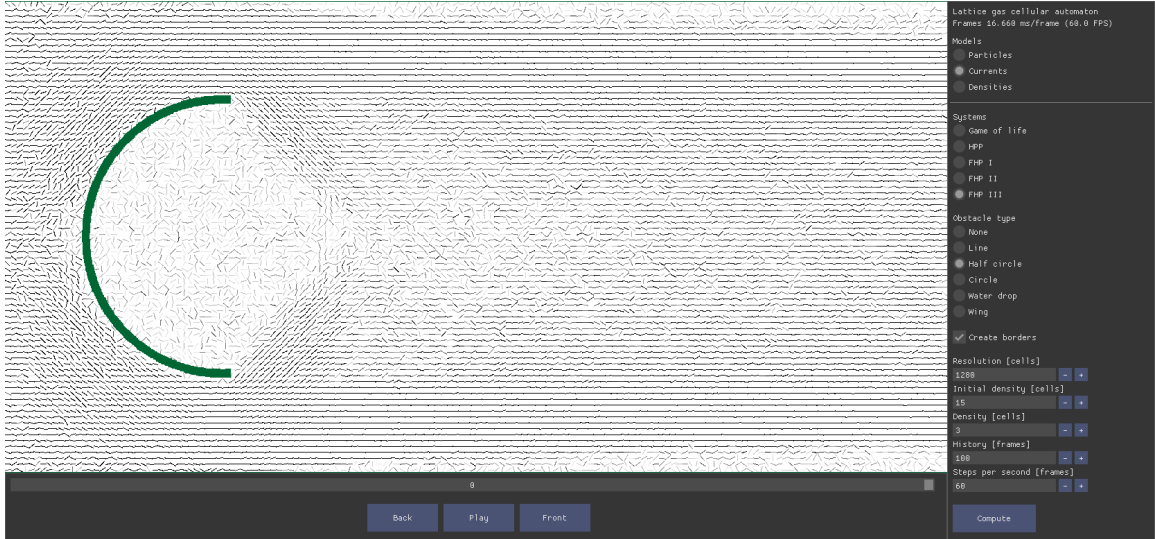 Lattice gas cellular automaton
Frames 16.660 ms/frame (60.0 FPS)
Models
Particles
Currents
Densities
Systems
Game of life
HPP
FHP I
FHP II
FHP III
Obstacle type
None
Line
Half circle
Circle
Water drop
Wing
Create borders
Resolution [cells]
1280
- +
Initial density [cells]
15
- +
Density [cells]
3
- +
History [frames]
100
- +
Steps per second [frames]
60
- +
Compute
0
Back
Play
Front